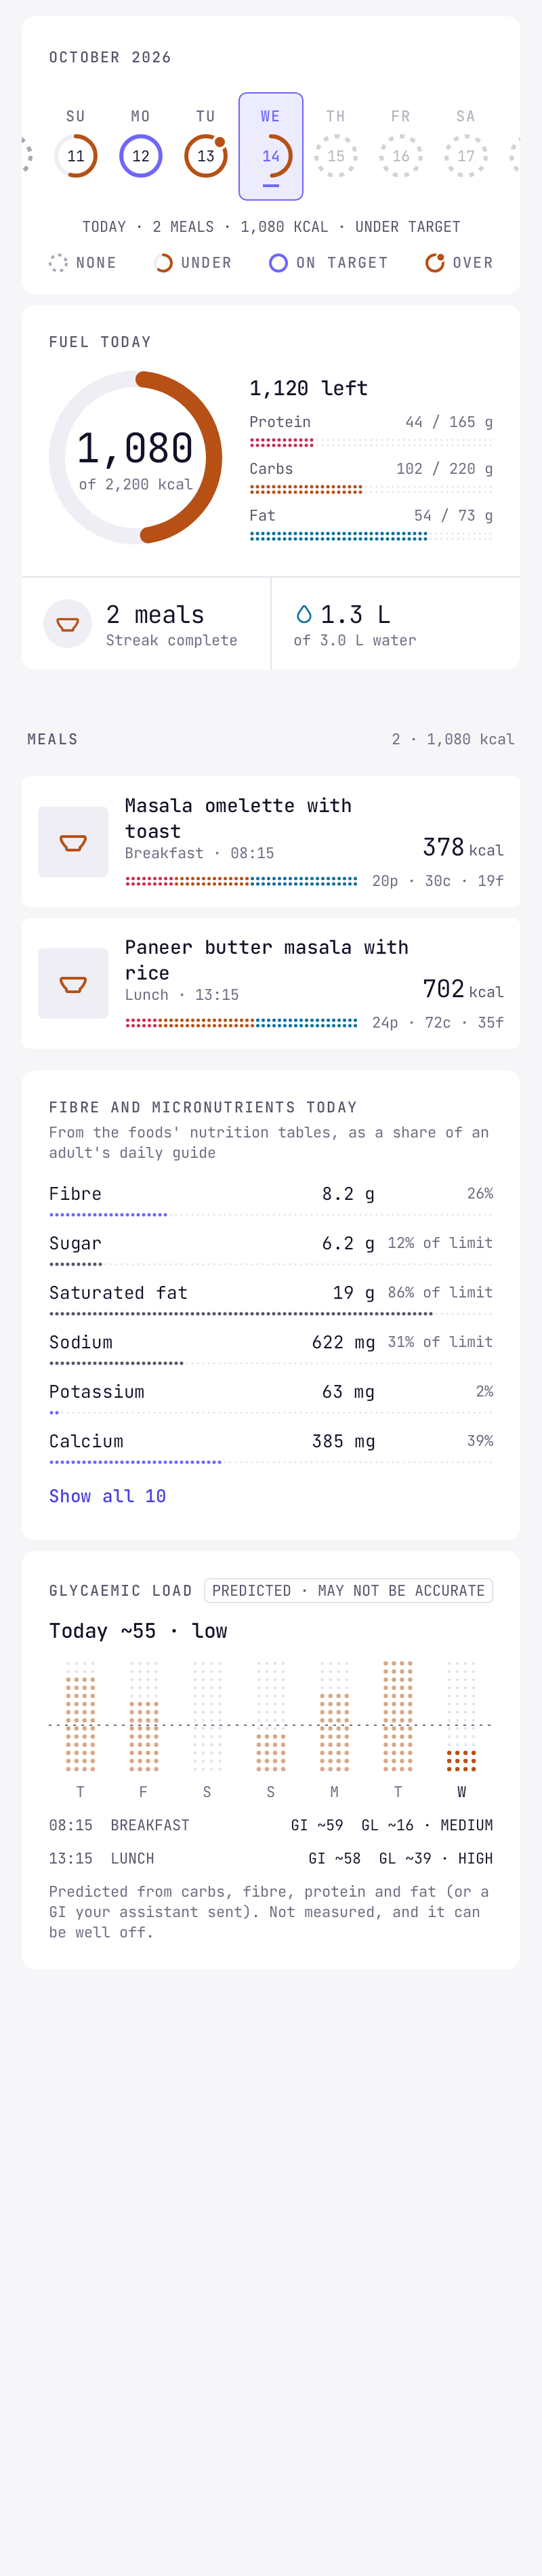 OCTOBER 2026
SU MO TU WE TH FR SA
11 12 13 14 15 16 17
TODAY · 2 MEALS · 1,080 KCAL · UNDER TARGET
NONE UNDER ON TARGET OVER
FUEL TODAY
1,080
of 2,200 kcal
1,120 left
Protein 44 / 165 g
Carbs 102 / 220 g
Fat 54 / 73 g
2 meals
Streak complete
1.3 L
of 3.0 L water
MEALS 2 · 1,080 kcal
Masala omelette with
toast
Breakfast · 08:15
378 kcal
20p · 30c · 19f
Paneer butter masala with
rice
Lunch · 13:15
702 kcal
24p · 72c · 35f
FIBRE AND MICRONUTRIENTS TODAY
From the foods' nutrition tables, as a share of an
adult's daily guide
Fibre 8.2 g 26%
Sugar 6.2 g 12% of limit
Saturated fat 19 g 86% of limit
Sodium 622 mg 31% of limit
Potassium 63 mg 2%
Calcium 385 mg 39%
Show all 10
GLYCAEMIC LOAD PREDICTED · MAY NOT BE ACCURATE
Today ~55 · low
T F S S M T W
08:15 BREAKFAST GI ~59 GL ~16 · MEDIUM
13:15 LUNCH GI ~58 GL ~39 · HIGH
Predicted from carbs, fibre, protein and fat (or a
GI your assistant sent). Not measured, and it can
be well off.